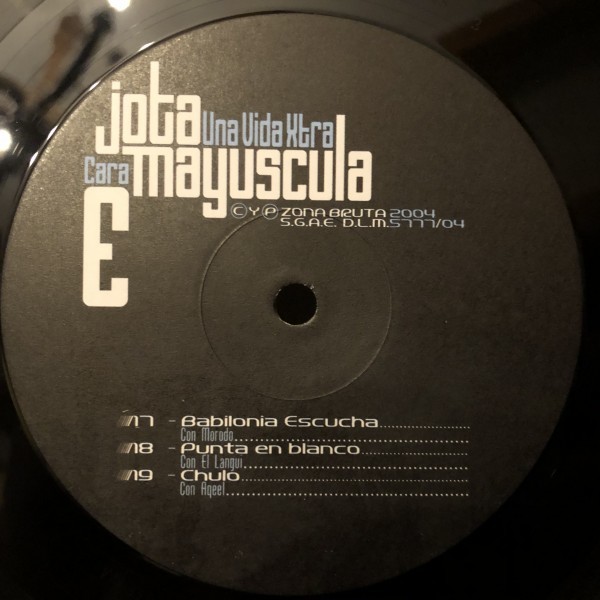 jota Una Vida Xtra
Cara mayuscula
E
© Y ℗ ZONA BRUTA 2004
S.G.A.E. D.L.M.5777/04
///17 - Babilonia Escucha
Con Morodo
///18 - Punta en blanco
Con El Langui
///19 - Chulo
Con Aqeel